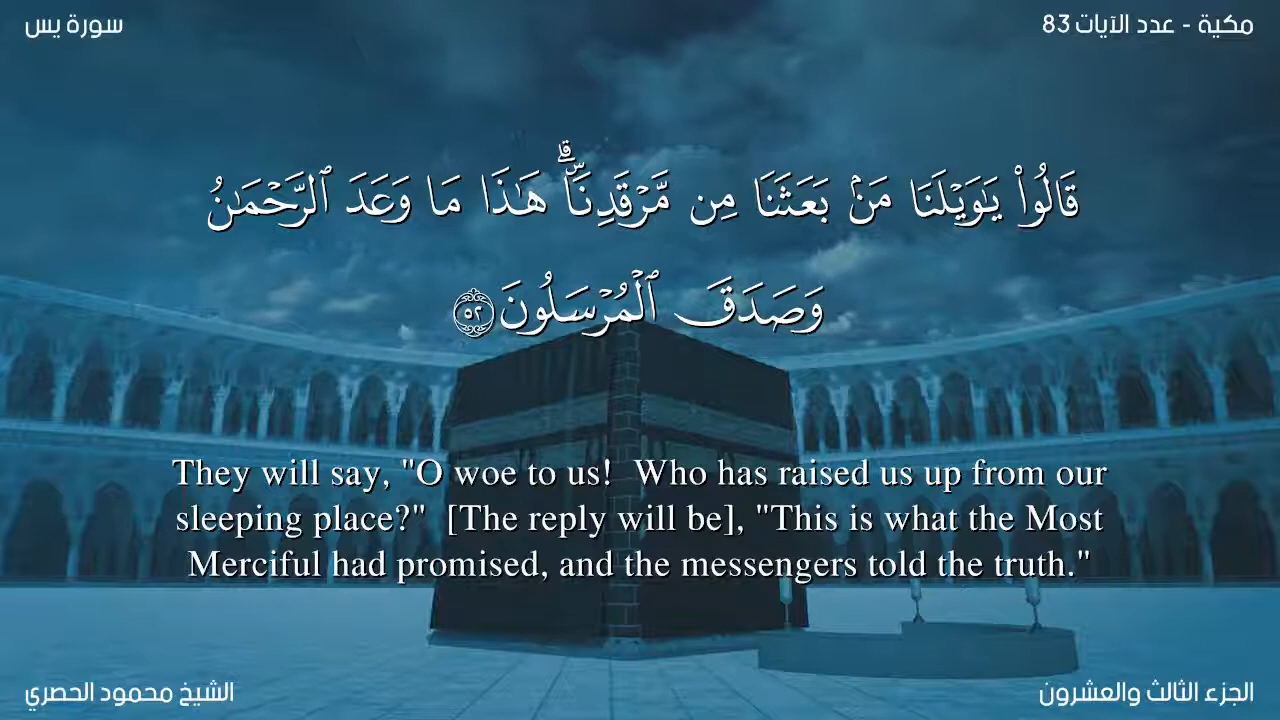 سورة يس
مكية - عدد الآيات 83
قَالُوا۟ يَـٰوَيْلَنَا مَنۢ بَعَثَنَا مِن مَّرْقَدِنَاۜ ۗ هَـٰذَا مَا وَعَدَ ٱلرَّحْمَـٰنُ
وَصَدَقَ ٱلْمُرْسَلُونَ ٥٢
They will say, "O woe to us!  Who has raised us up from our
sleeping place?"  [The reply will be], "This is what the Most
Merciful had promised, and the messengers told the truth."
الشيخ محمود الحصري
الجزء الثالث والعشرون